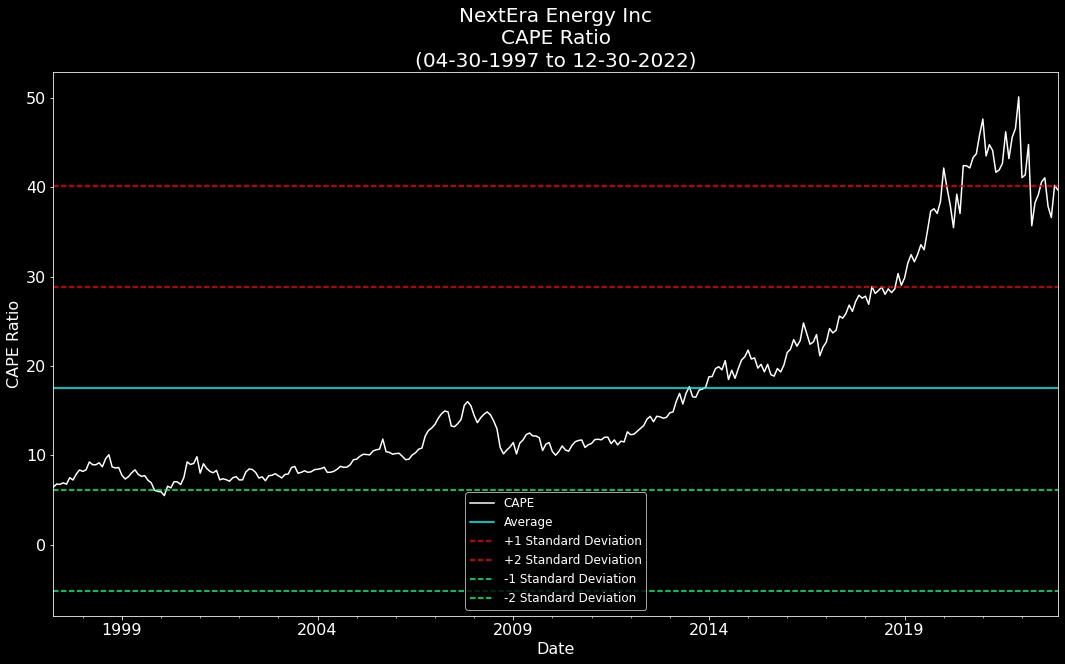 NextEra Energy Inc
CAPE Ratio
(04-30-1997 to 12-30-2022)
CAPE Ratio
50
40
30
20
10
0
CAPE
Average
+1 Standard Deviation
+2 Standard Deviation
-1 Standard Deviation
-2 Standard Deviation
1999
2004
2009
2014
2019
Date